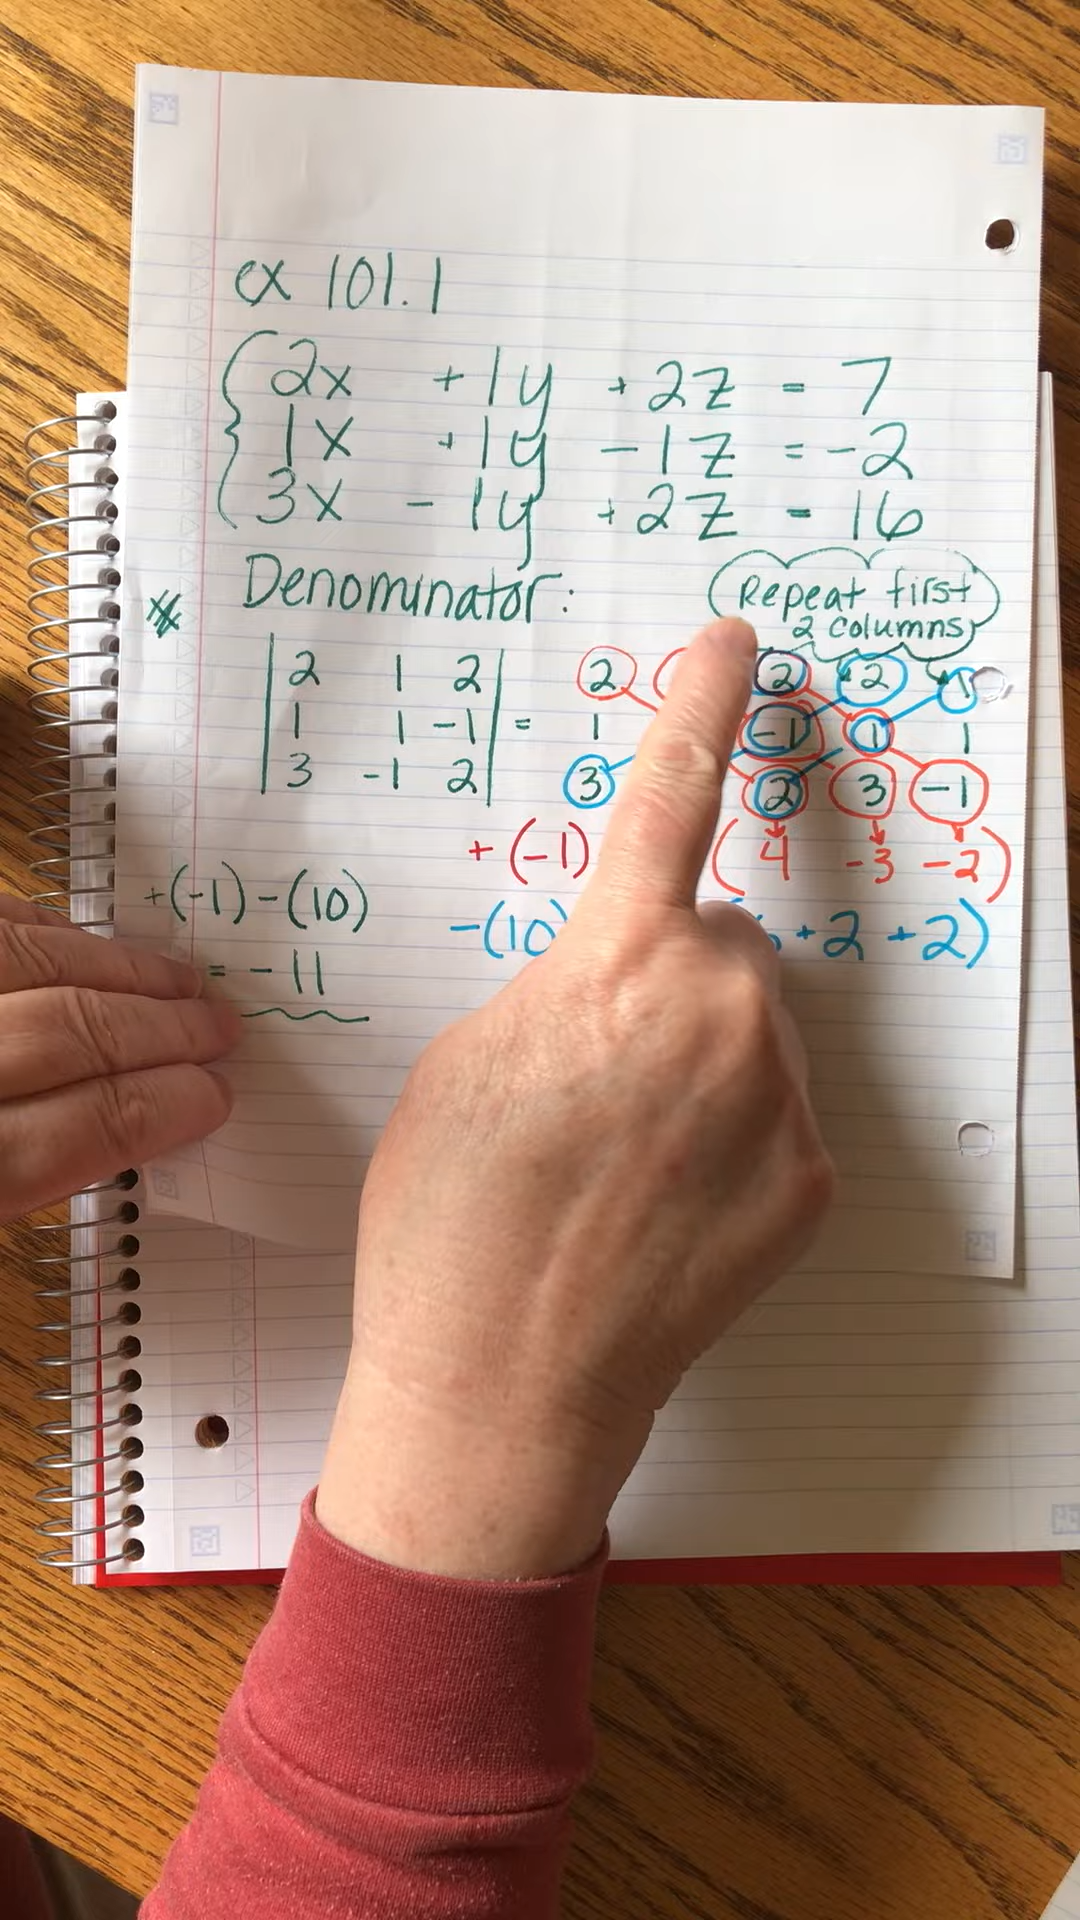 ex 101.1
2x + 1y + 2z = 7
1x + 1y - 1z = -2
3x - 1y + 2z = 16
Denominator:
Repeat first
2 columns
2 1 2 2 2 2 1
1 1 -1 = 1 -1 1 1
3 -1 2 3 2 3 -1
+(-1) ( 4 -3 -2 )
+(-1) - (10) -(10) + 2 + 2)
= -11